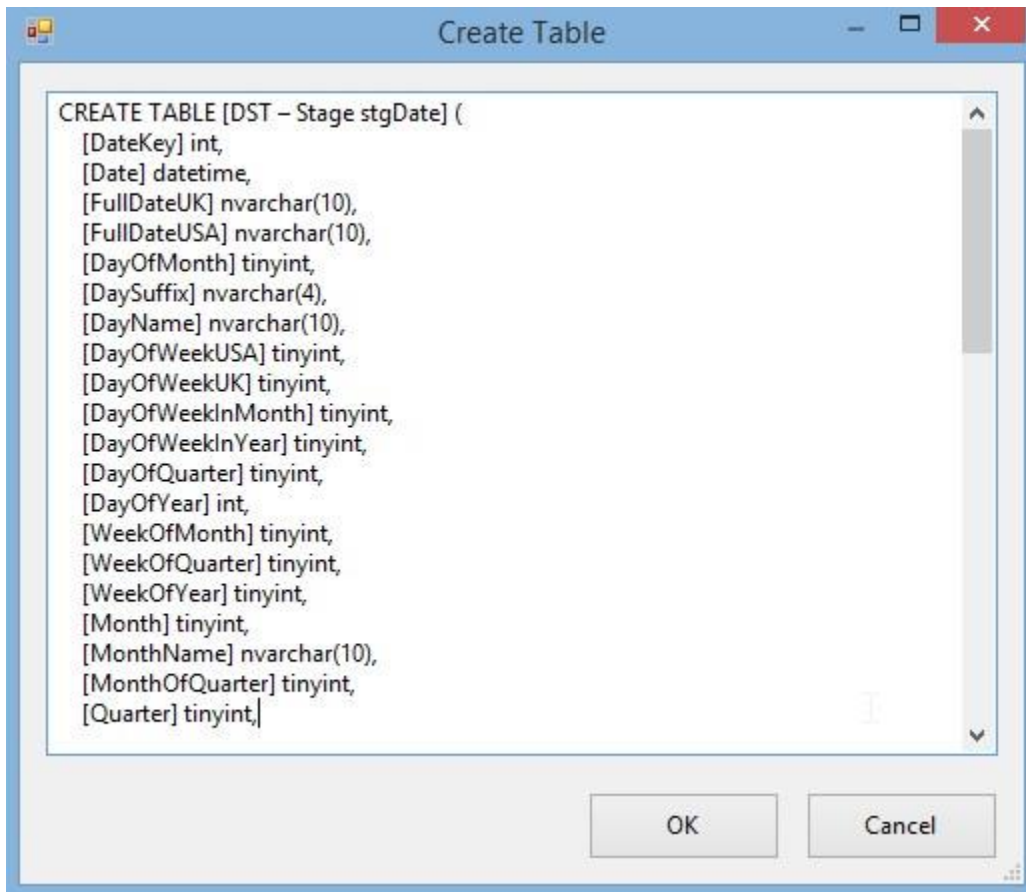 Create Table
CREATE TABLE [DST – Stage stgDate] (
[DateKey] int,
[Date] datetime,
[FullDateUK] nvarchar(10),
[FullDateUSA] nvarchar(10),
[DayOfMonth] tinyint,
[DaySuffix] nvarchar(4),
[DayName] nvarchar(10),
[DayOfWeekUSA] tinyint,
[DayOfWeekUK] tinyint,
[DayOfWeekInMonth] tinyint,
[DayOfWeekInYear] tinyint,
[DayOfQuarter] tinyint,
[DayOfYear] int,
[WeekOfMonth] tinyint,
[WeekOfQuarter] tinyint,
[WeekOfYear] tinyint,
[Month] tinyint,
[MonthName] nvarchar(10),
[MonthOfQuarter] tinyint,
[Quarter] tinyint,
OK Cancel